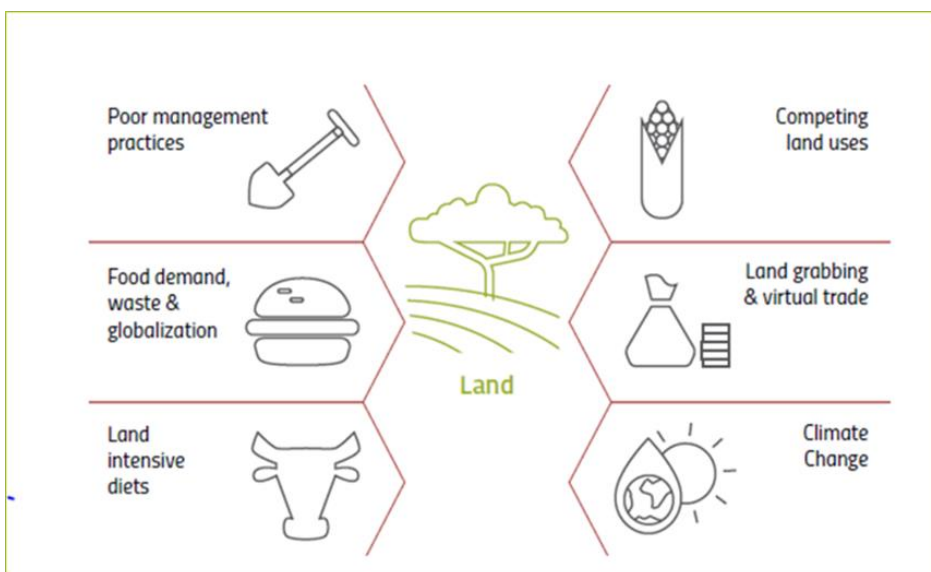 Poor management
practices
Competing
land uses
Food demand,
waste &
globalization
Land grabbing
& virtual trade
Land
Land
intensive
diets
Climate
Change